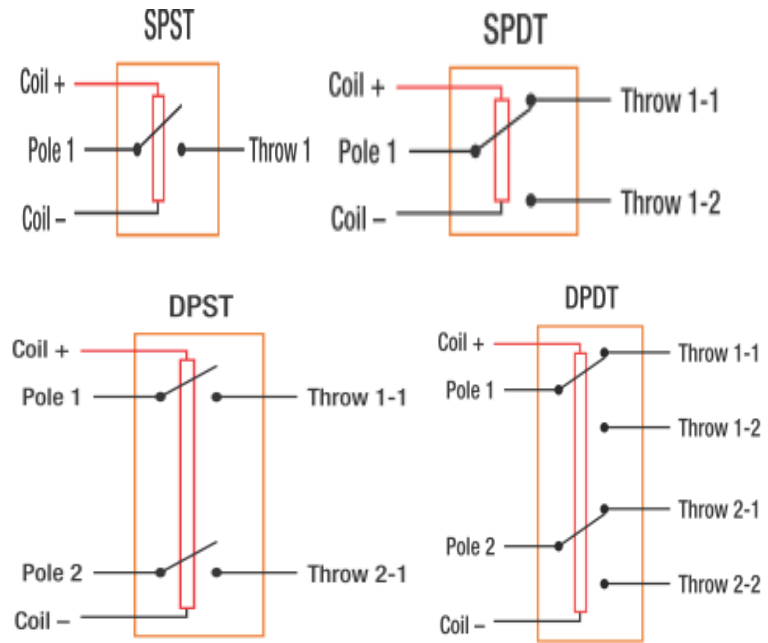 SPST
Coil +
Pole 1
Throw 1
Coil –
SPDT
Coil +
Throw 1-1
Pole 1
Throw 1-2
Coil –
DPST
Coil +
Pole 1
Throw 1-1
Pole 2
Throw 2-1
Coil –
DPDT
Coil +
Throw 1-1
Pole 1
Throw 1-2
Throw 2-1
Pole 2
Throw 2-2
Coil –